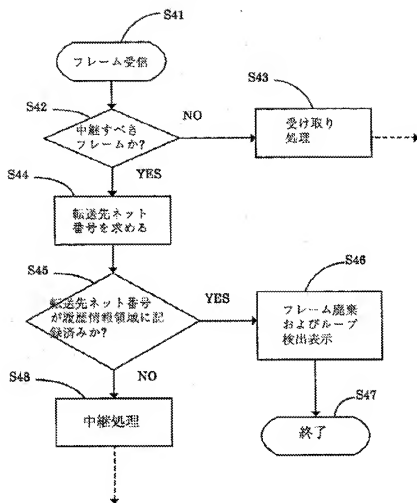 S41
フレーム受信
S42
中継すべき
フレームか?
NO
S43
受け取り
処理
YES
S44
転送先ネット
番号を求める
S45
転送先ネット番号
が履歴情報領域に記
録済みか?
YES
S46
フレーム廃棄
およびループ
検出表示
NO
S47
終了
S48
中継処理